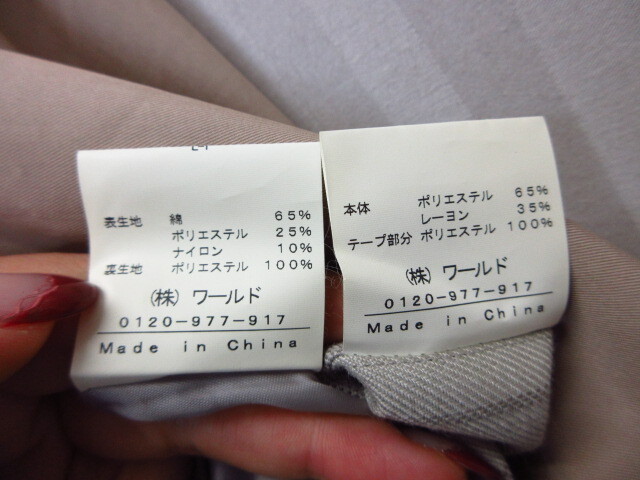 表生地 綿 65%
ポリエステル 25%
ナイロン 10%
裏生地 ポリエステル 100%
(株) ワールド
0120-977-917
Made in China
本体 ポリエステル 65%
レーヨン 35%
テープ部分 ポリエステル 100%
(株) ワールド
0120-977-917
Made in China